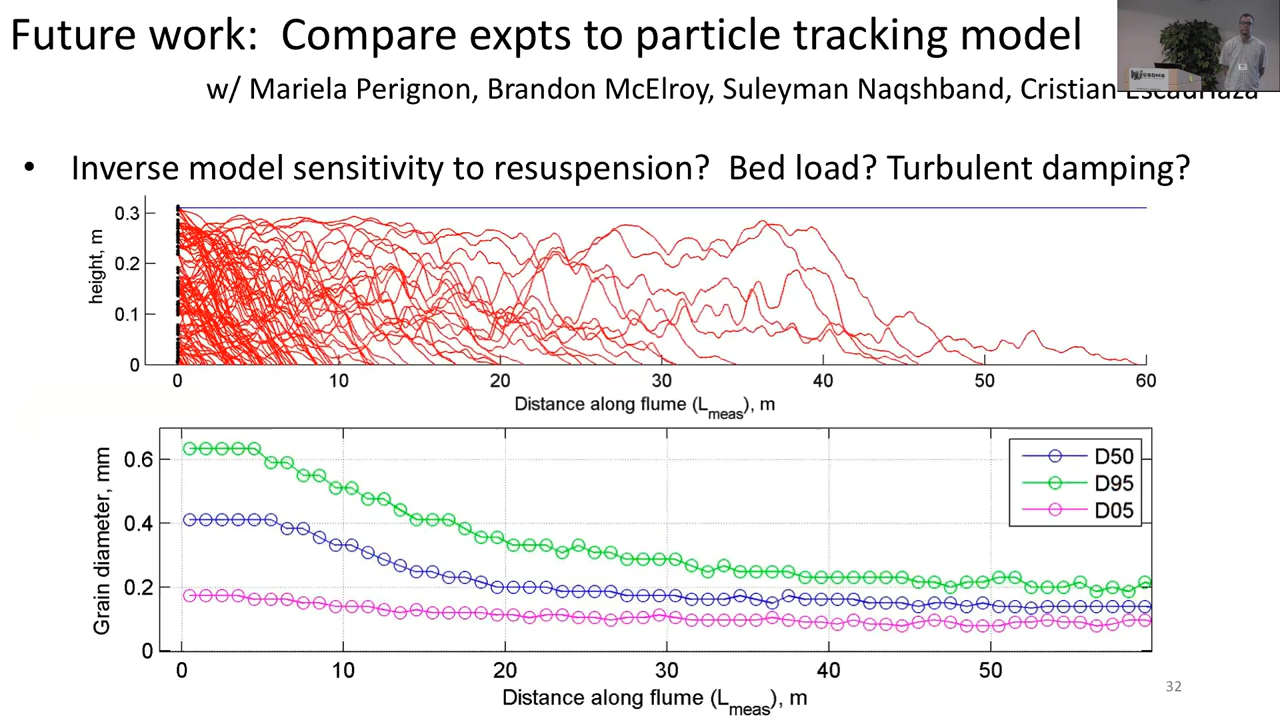 Future work: Compare expts to particle tracking model
w/ Mariela Perignon, Brandon McElroy, Suleyman Naqshband, Cristian
• Inverse model sensitivity to resuspension? Bed load? Turbulent damping?
0.3
0.2
0.1
0
height, m
0 10 20 30 40 50 60
Distance along flume (Lmeas), m
0.6
0.4
0.2
0
Grain diameter, mm
D50
D95
D05
0 10 20 30 40 50
Distance along flume (Lmeas), m
32